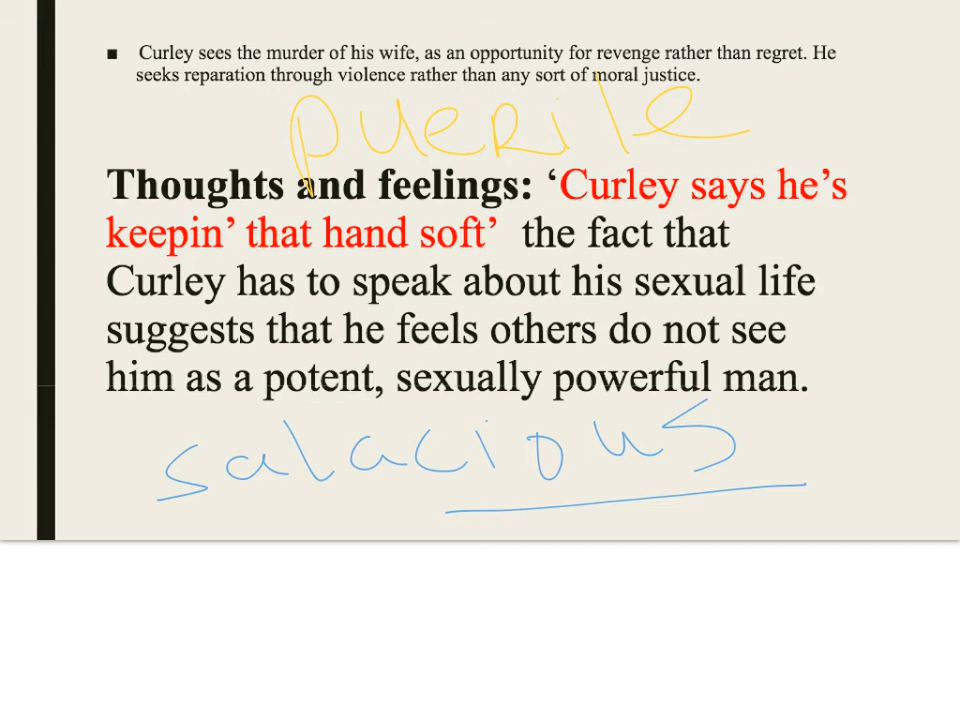 ■ Curley sees the murder of his wife, as an opportunity for revenge rather than regret. He
seeks reparation through violence rather than any sort of moral justice.
puerile
Thoughts and feelings: ‘Curley says he’s
keepin’ that hand soft’ the fact that
Curley has to speak about his sexual life
suggests that he feels others do not see
him as a potent, sexually powerful man.
salacious